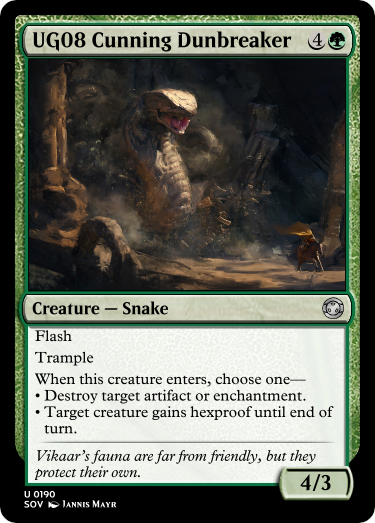 UG08 Cunning Dunbreaker 4
Creature — Snake
Flash
Trample
When this creature enters, choose one—
• Destroy target artifact or enchantment.
• Target creature gains hexproof until end of
turn.
Vikaar's fauna are far from friendly, but they
protect their own.
4/3
U 0190
SOV Jannis Mayr